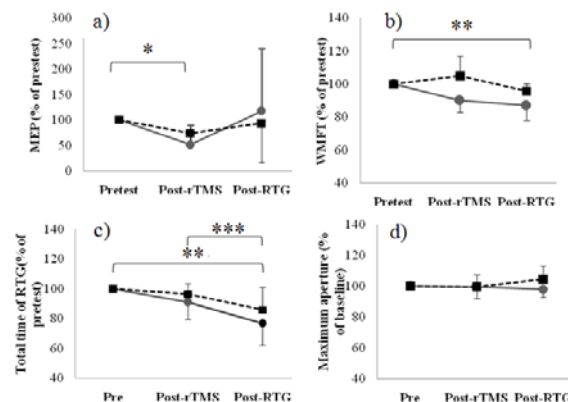 a)
*
MEP (% of prestest)
300
250
200
150
100
50
0
Pretest Post-rTMS Post-RTG
b)
**
WMFT (% of prestest)
140
120
100
80
60
40
Pretest Post-rTMS Post-RTG
c)
***
**
Total time of RTG(% of
pretest)
140
120
100
80
60
40
Pre Post-rTMS Post-RTG
d)
Maximum aperture (%
of baseline)
140
120
100
80
60
40
Pre Post-rTMS Post-RTG